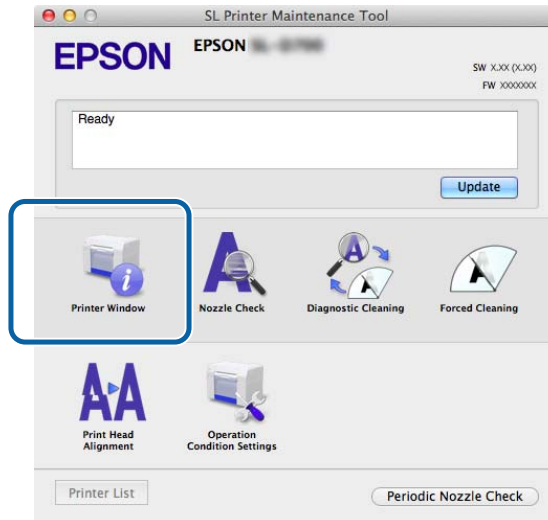 SL Printer Maintenance Tool
EPSON
EPSON
SW X.XX (X.XX)
FW XXXXXXX
Ready
Update
Printer Window
Nozzle Check
Diagnostic Cleaning
Forced Cleaning
Print Head
Alignment
Operation
Condition Settings
Printer List
Periodic Nozzle Check